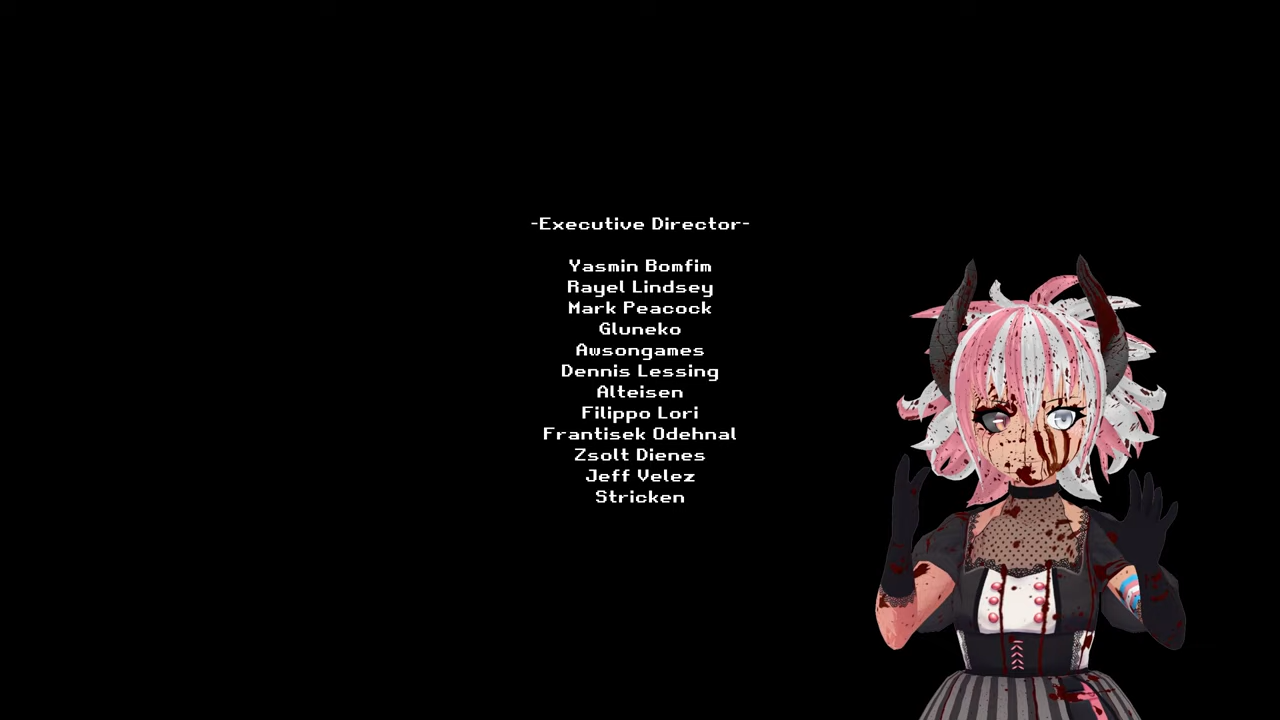 -Executive Director-
Yasmin Bomfim
Rayel Lindsey
Mark Peacock
Gluneko
Awsongames
Dennis Lessing
Alteisen
Filippo Lori
Frantisek Odehnal
Zsolt Dienes
Jeff Velez
Stricken